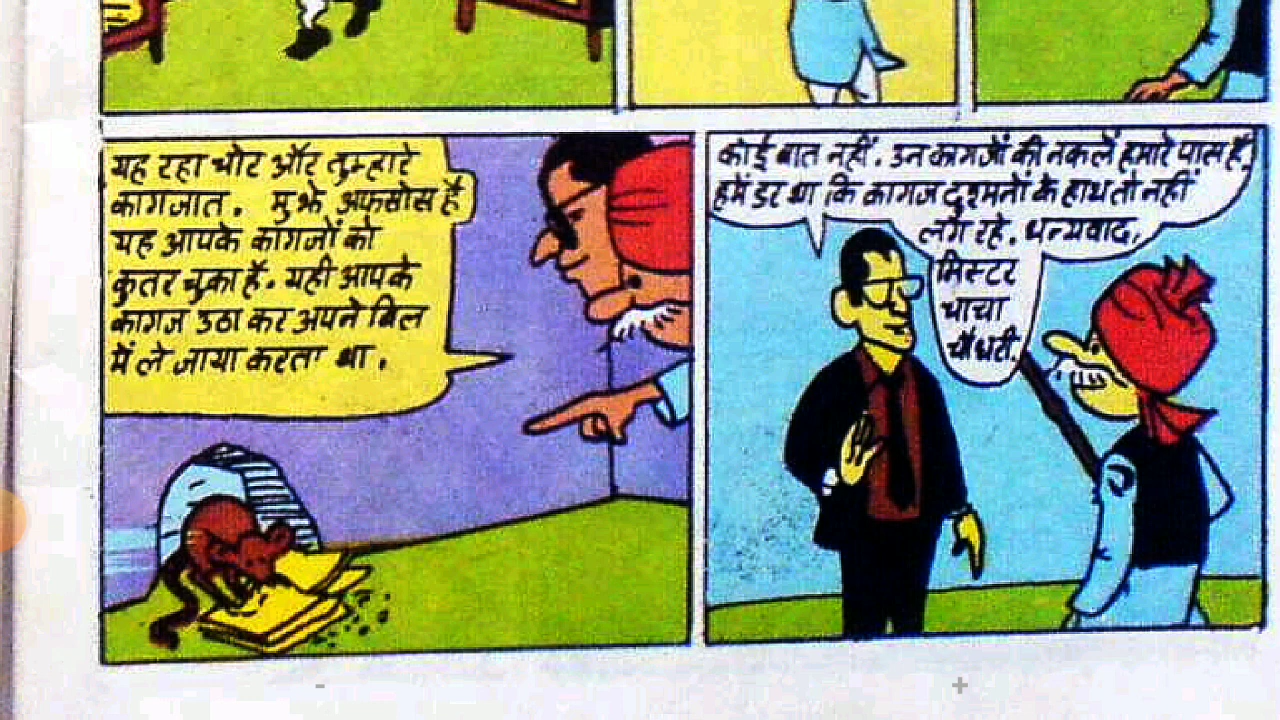 यह रहा चोर और तुम्हारे
कागजात. मुझे अफसोस है
यह आपके कागजों को
कुतर चुका है. यही आपके
कागज उठा कर अपने बिल
में ले जाया करता था.
कोई बात नहीं. उन कागजों की नकलें हमारे पास हैं,
हमें डर था कि कागज दुश्मनों के हाथ तो नहीं
लग रहे. धन्यवाद,
मिस्टर
चाचा
चौधरी.